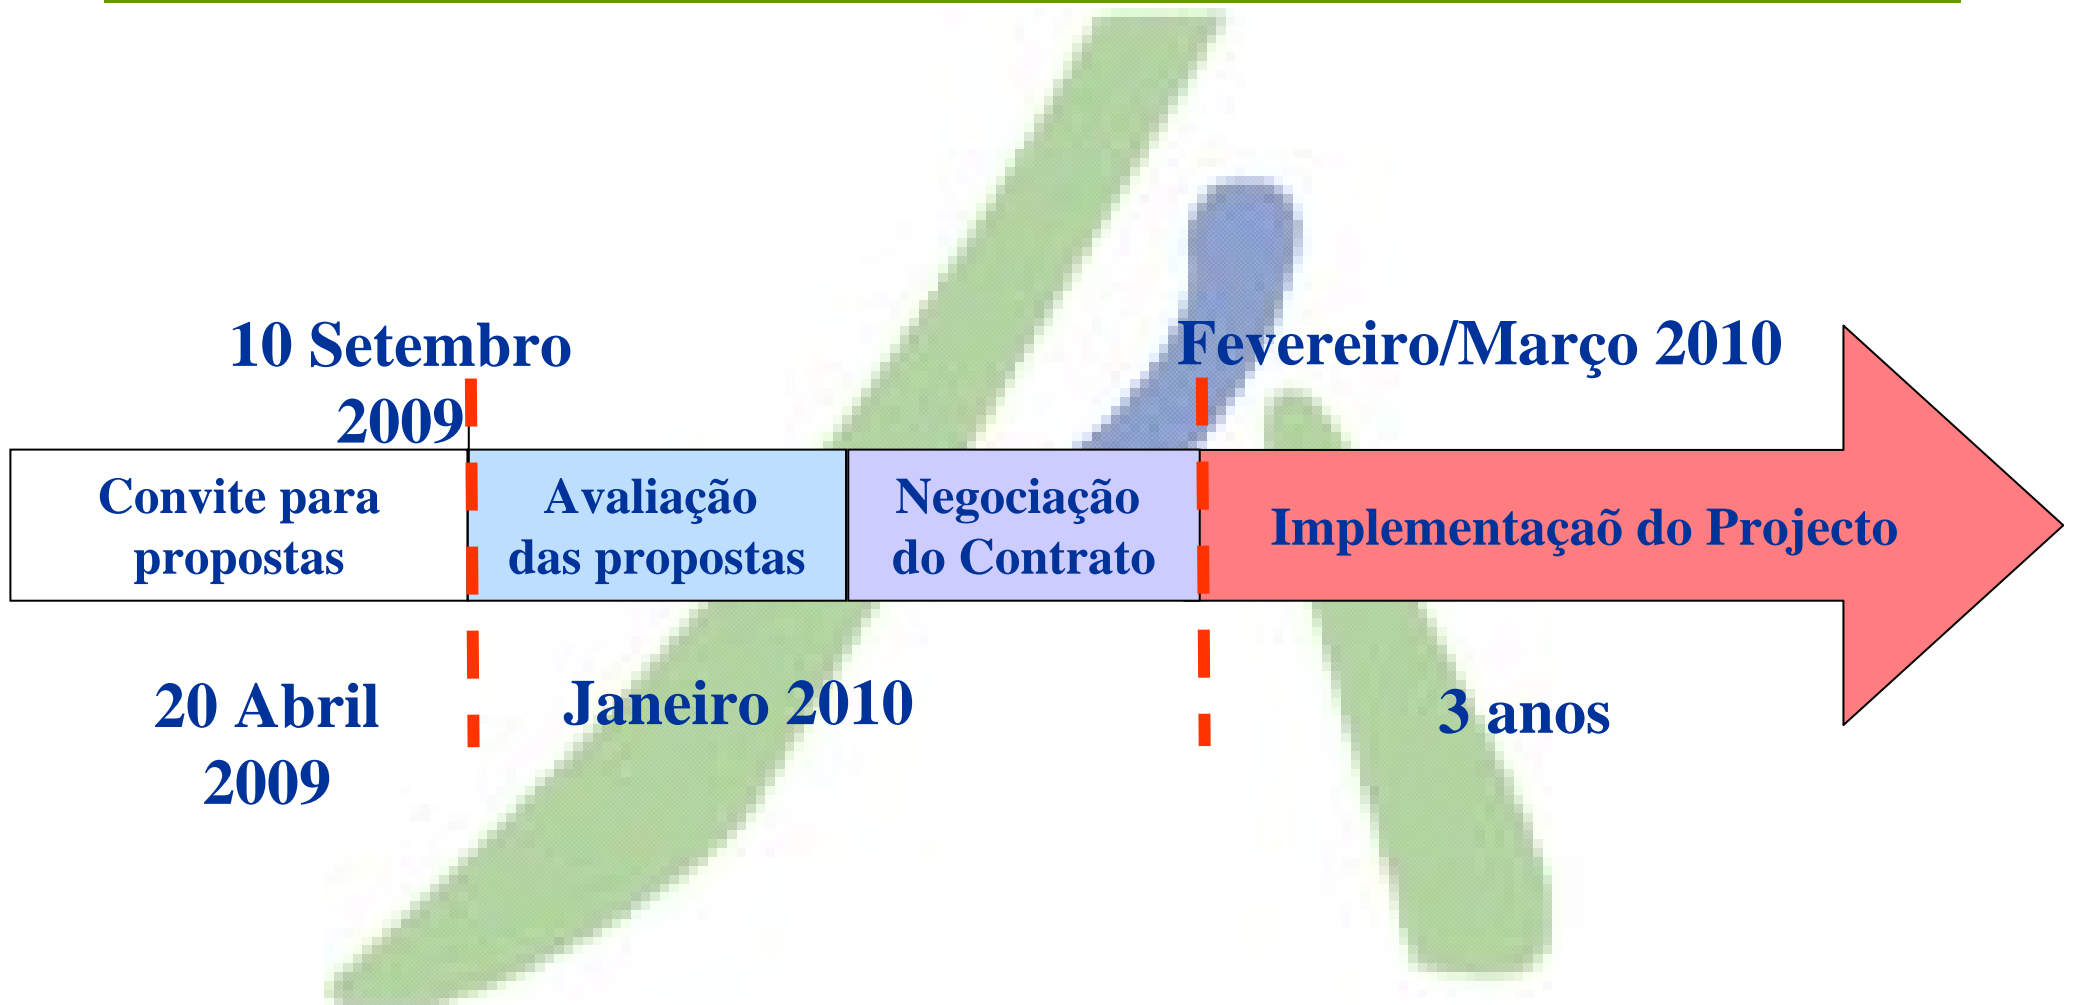 10 Setembro
2009
Fevereiro/Março 2010
Convite para
propostas
Avaliação
das propostas
Negociação
do Contrato
Implementaçaõ do Projecto
20 Abril
2009
Janeiro 2010
3 anos